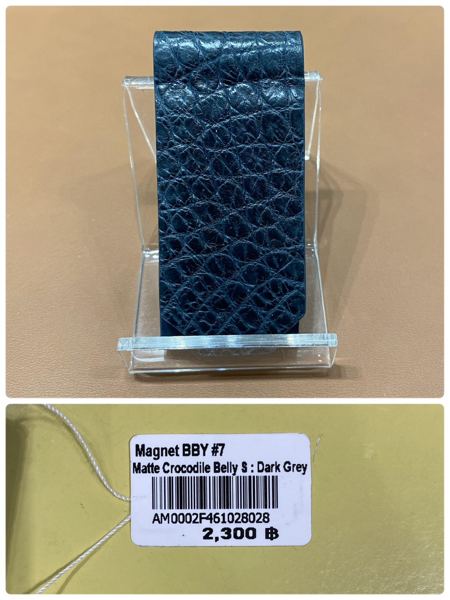 Magnet BBY #7
Matte Crocodile Belly S : Dark Grey
AM0002F461028028
2,300 ฿